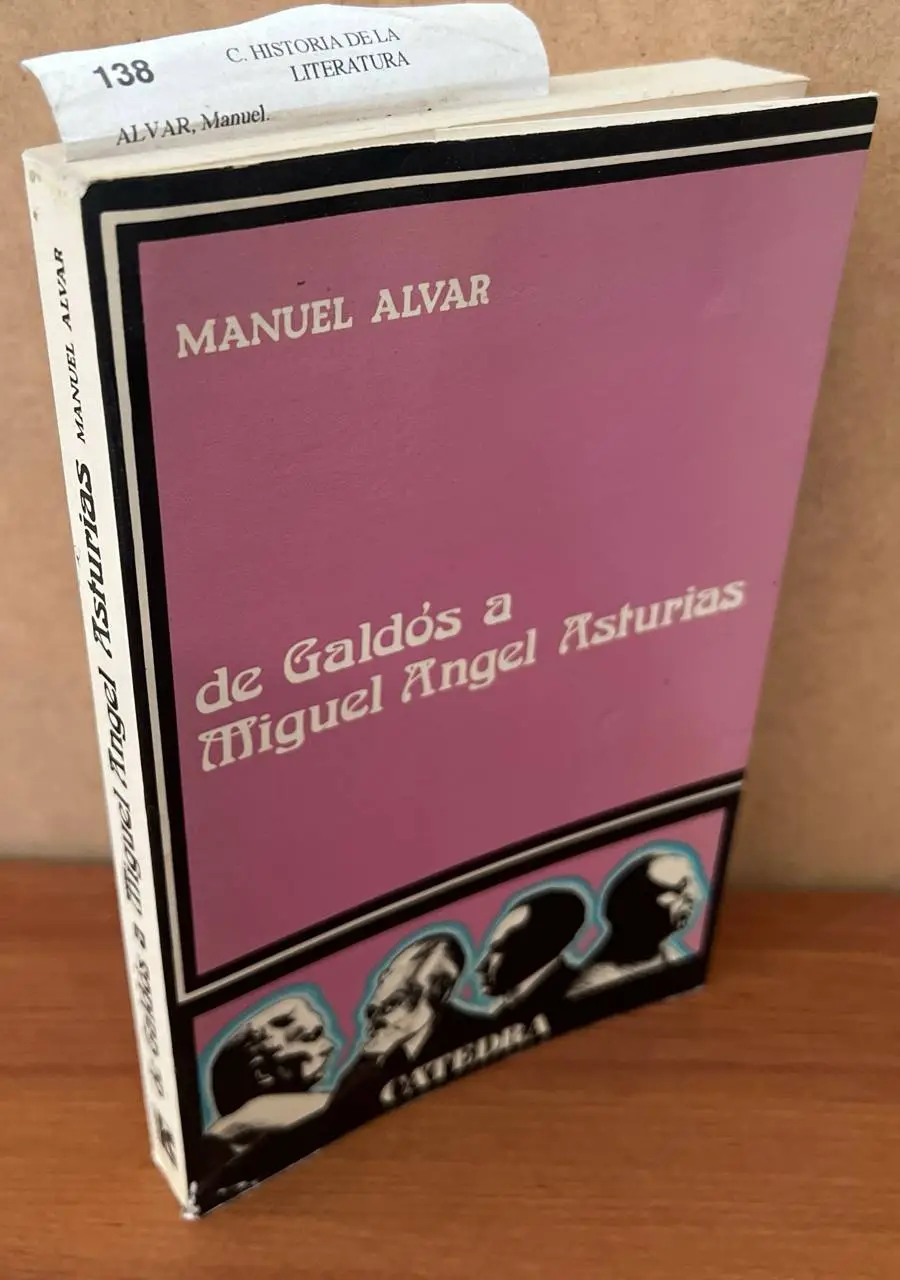 138
C. HISTORIA DE LA
LITERATURA
ALVAR, Manuel.
MANUEL ALVAR
de Galdós a
Miguel Angel Asturias
CATEDRA
de Galdós a Miguel Angel Asturias MANUEL ALVAR